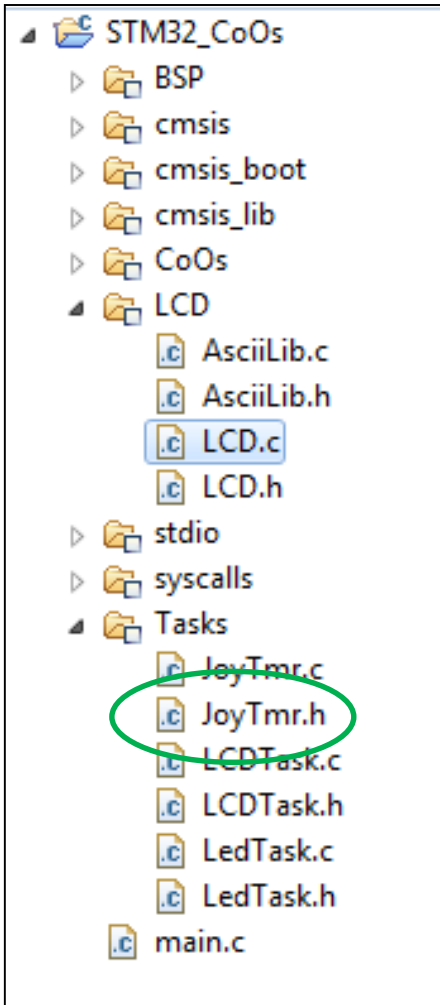 STM32_CoOs
BSP
cmsis
cmsis_boot
cmsis_lib
CoOs
LCD
.c AsciiLib.c
.c AsciiLib.h
.c LCD.c
.c LCD.h
stdio
syscalls
Tasks
.c JoyTmr.c
.c JoyTmr.h
.c LCDTask.c
.c LCDTask.h
.c LedTask.c
.c LedTask.h
.c main.c